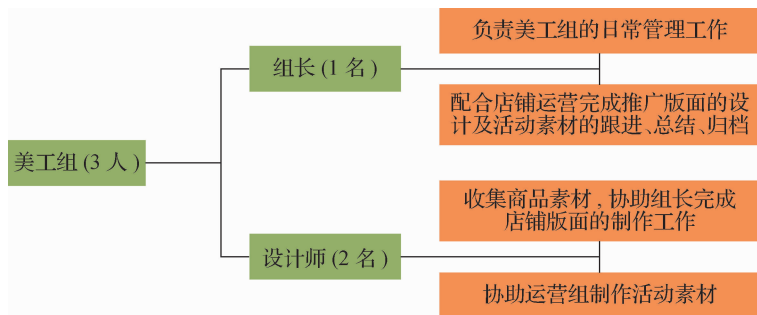 美工组(3人)
组长(1名)
负责美工组的日常管理工作
配合店铺运营完成推广版面的设
计及活动素材的跟进、总结、归档
设计师(2名)
收集商品素材,协助组长完成
店铺版面的制作工作
协助运营组制作活动素材